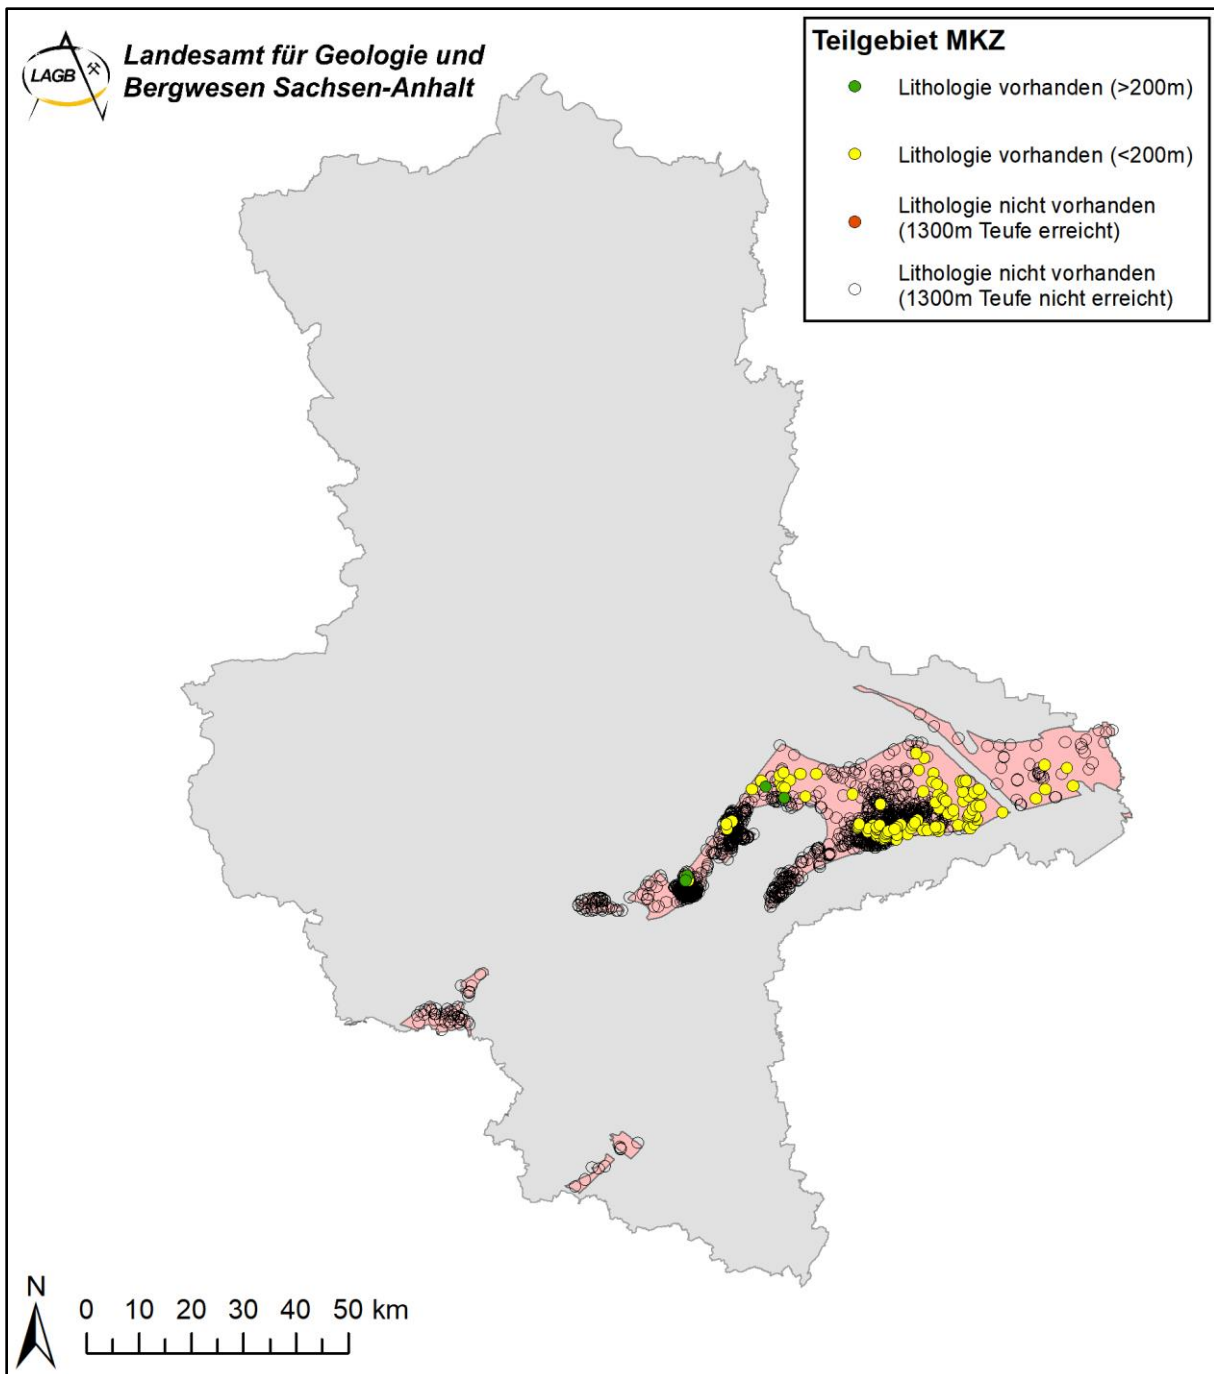 LAGB
Landesamt für Geologie und
Bergwesen Sachsen-Anhalt
Teilgebiet MKZ
Lithologie vorhanden (>200m)
Lithologie vorhanden (<200m)
Lithologie nicht vorhanden
(1300m Teufe erreicht)
Lithologie nicht vorhanden
(1300m Teufe nicht erreicht)
N
0 10 20 30 40 50 km